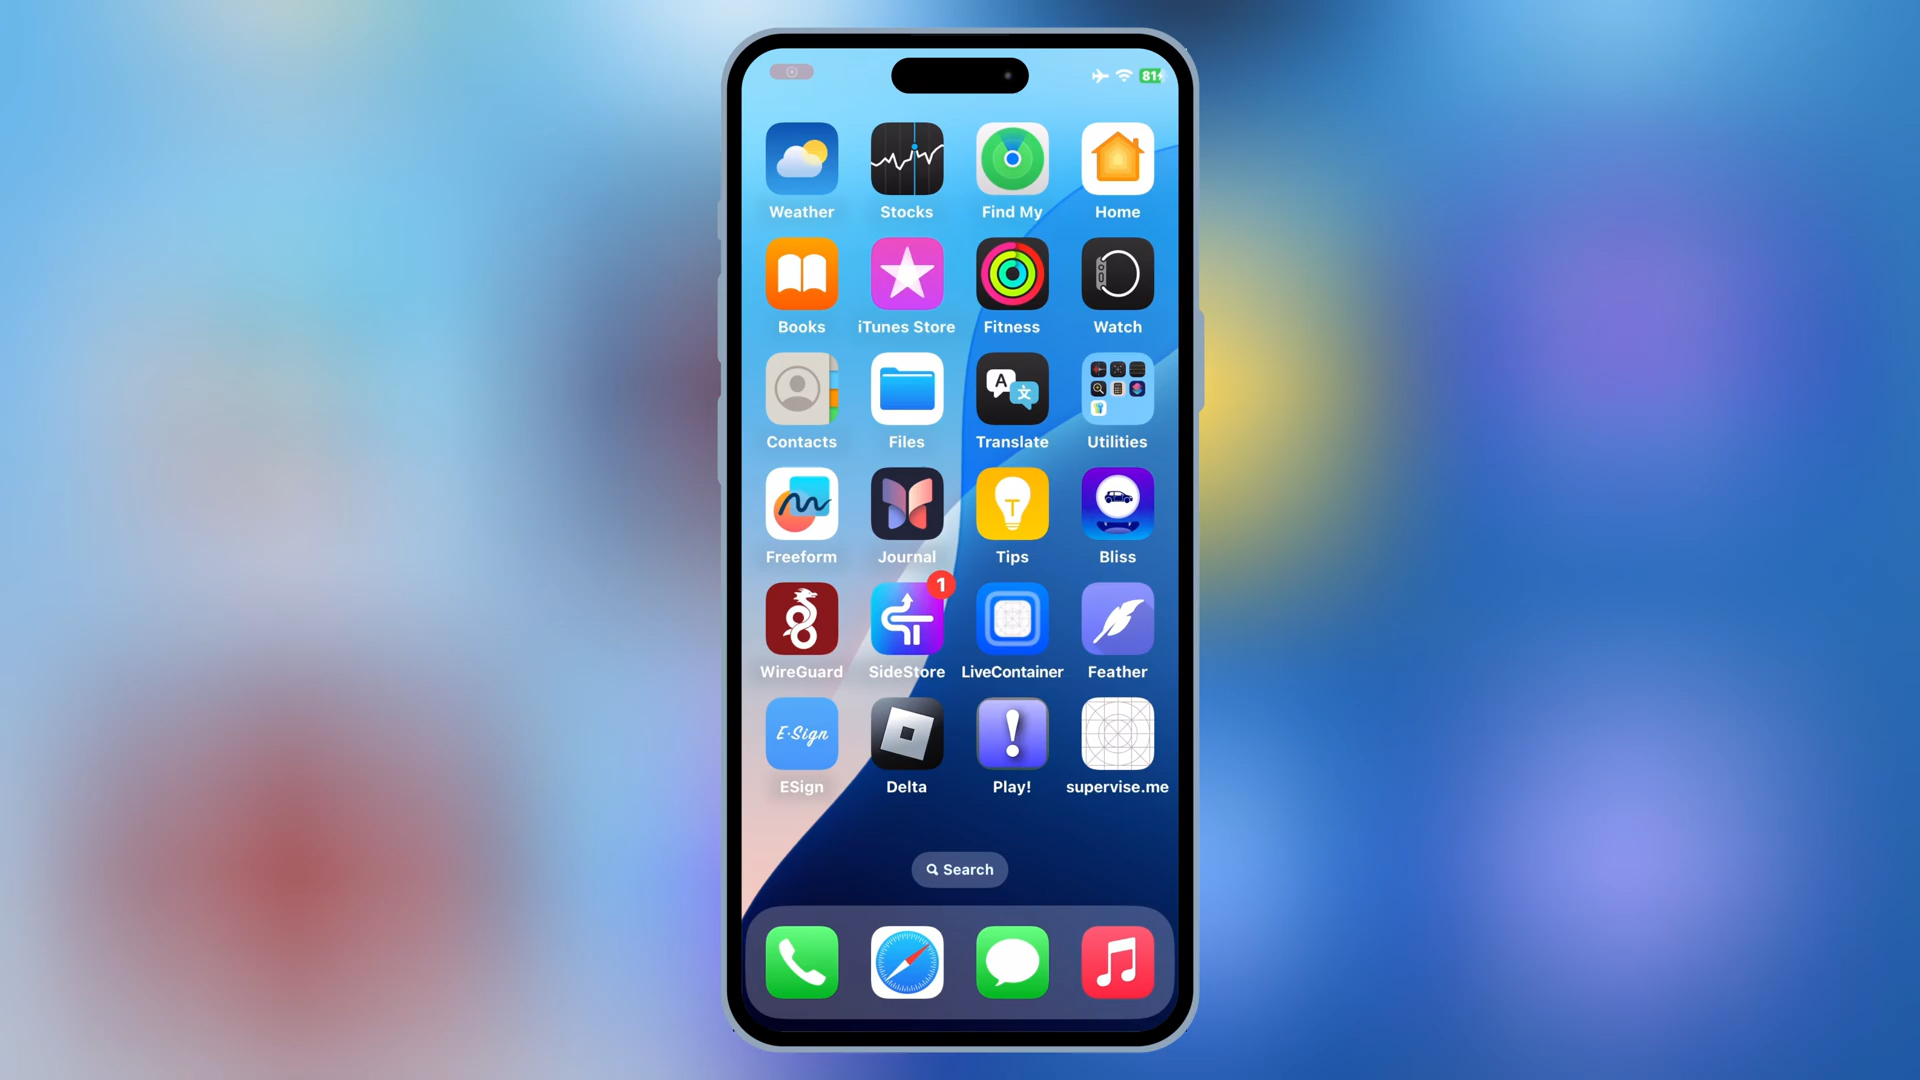 81
Weather Stocks Find My Home
Books iTunes Store Fitness Watch
A
文
Contacts Files Translate Utilities
T
Freeform Journal Tips Bliss
1
WireGuard SideStore LiveContainer Feather
E·Sign !
ESign Delta Play! supervise.me
Search